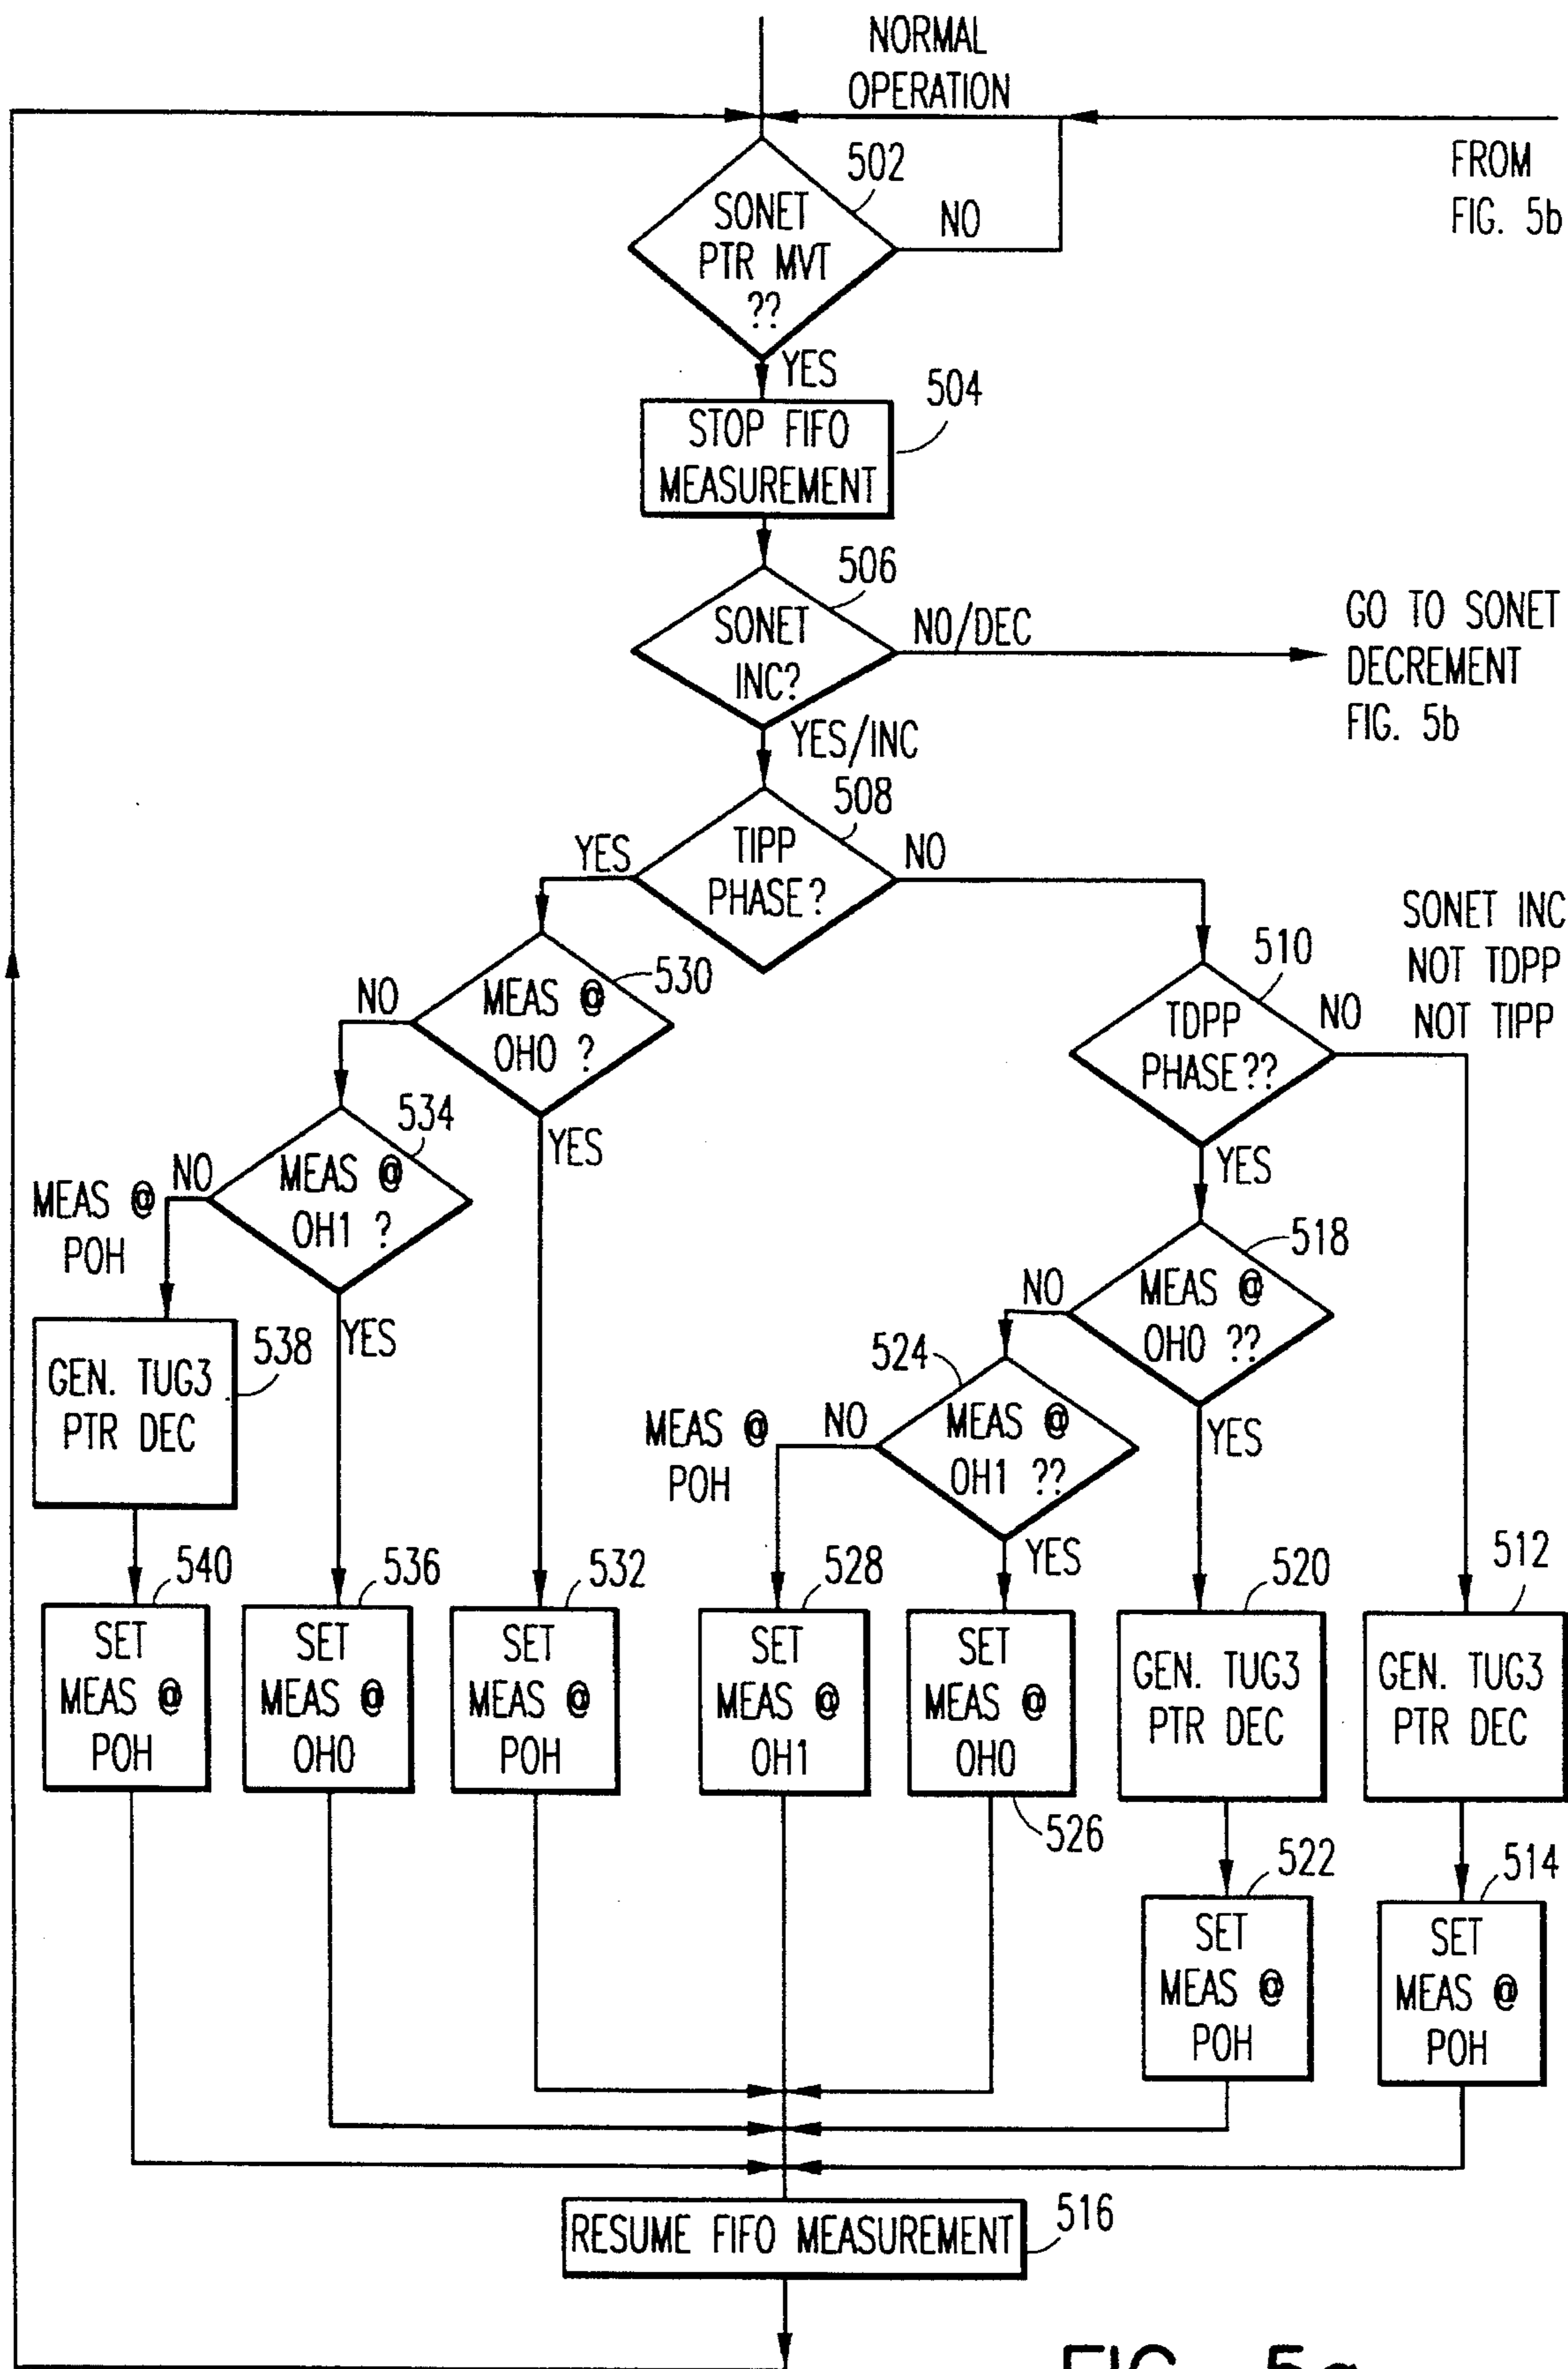 NORMAL
OPERATION
FROM
FIG. 5b
502
SONET
PTR MVT
??
NO
YES
504
STOP FIFO
MEASUREMENT
506
SONET
INC?
NO/DEC
GO TO SONET
DECREMENT
FIG. 5b
YES/INC
508
TIPP
PHASE?
YES
NO
530
MEAS @
OH0 ?
NO
YES
510
TDPP
PHASE??
NO
SONET INC
NOT TDPP
NOT TIPP
YES
534
MEAS @
OH1 ?
NO
MEAS @
POH
YES
518
MEAS @
OH0 ??
NO
YES
524
MEAS @
OH1 ??
NO
MEAS @
POH
YES
538
GEN. TUG3
PTR DEC
540
SET
MEAS @
POH
536
SET
MEAS @
OH0
532
SET
MEAS @
POH
528
SET
MEAS @
OH1
SET
MEAS @
OH0
526
520
GEN. TUG3
PTR DEC
512
GEN. TUG3
PTR DEC
522
SET
MEAS @
POH
514
SET
MEAS @
POH
RESUME FIFO MEASUREMENT
516
FIG. 5a